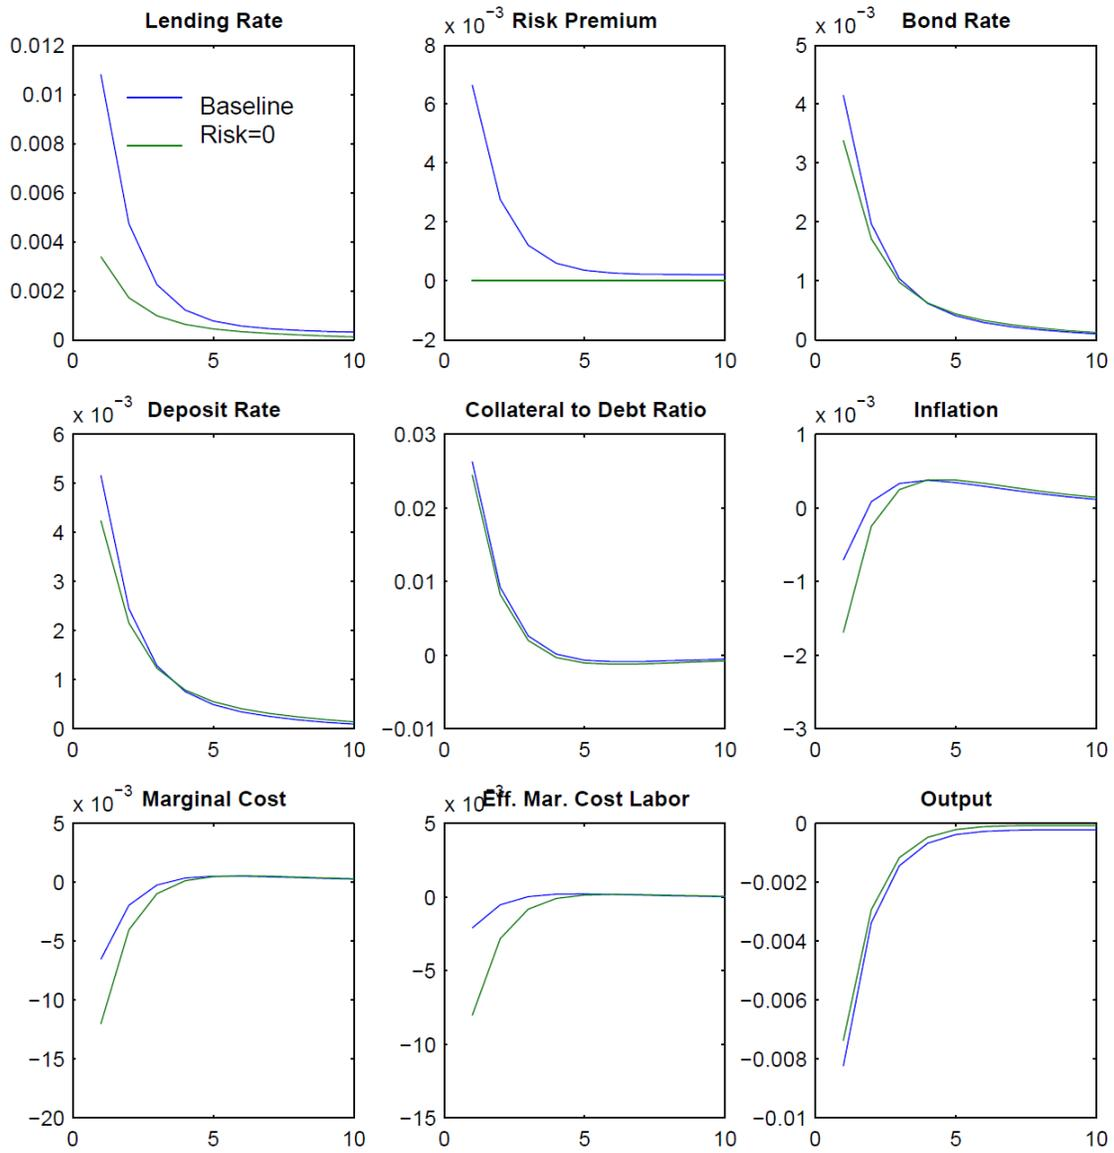 Lending Rate
0.012
0.01
0.008
0.006
0.004
0.002
0
0 5 10
Baseline
Risk=0
x 10⁻³ Risk Premium
8
6
4
2
0
−2
0 5 10
x 10⁻³ Bond Rate
5
4
3
2
1
0
0 5 10
x 10⁻³ Deposit Rate
6
5
4
3
2
1
0
0 5 10
Collateral to Debt Ratio
0.03
0.02
0.01
0
−0.01
0 5 10
x 10⁻³ Inflation
1
0
−1
−2
−3
0 5 10
x 10⁻³ Marginal Cost
5
0
−5
−10
−15
−20
0 5 10
x 10⁻³ Eff. Mar. Cost Labor
5
0
−5
−10
−15
0 5 10
Output
0
−0.002
−0.004
−0.006
−0.008
−0.01
0 5 10